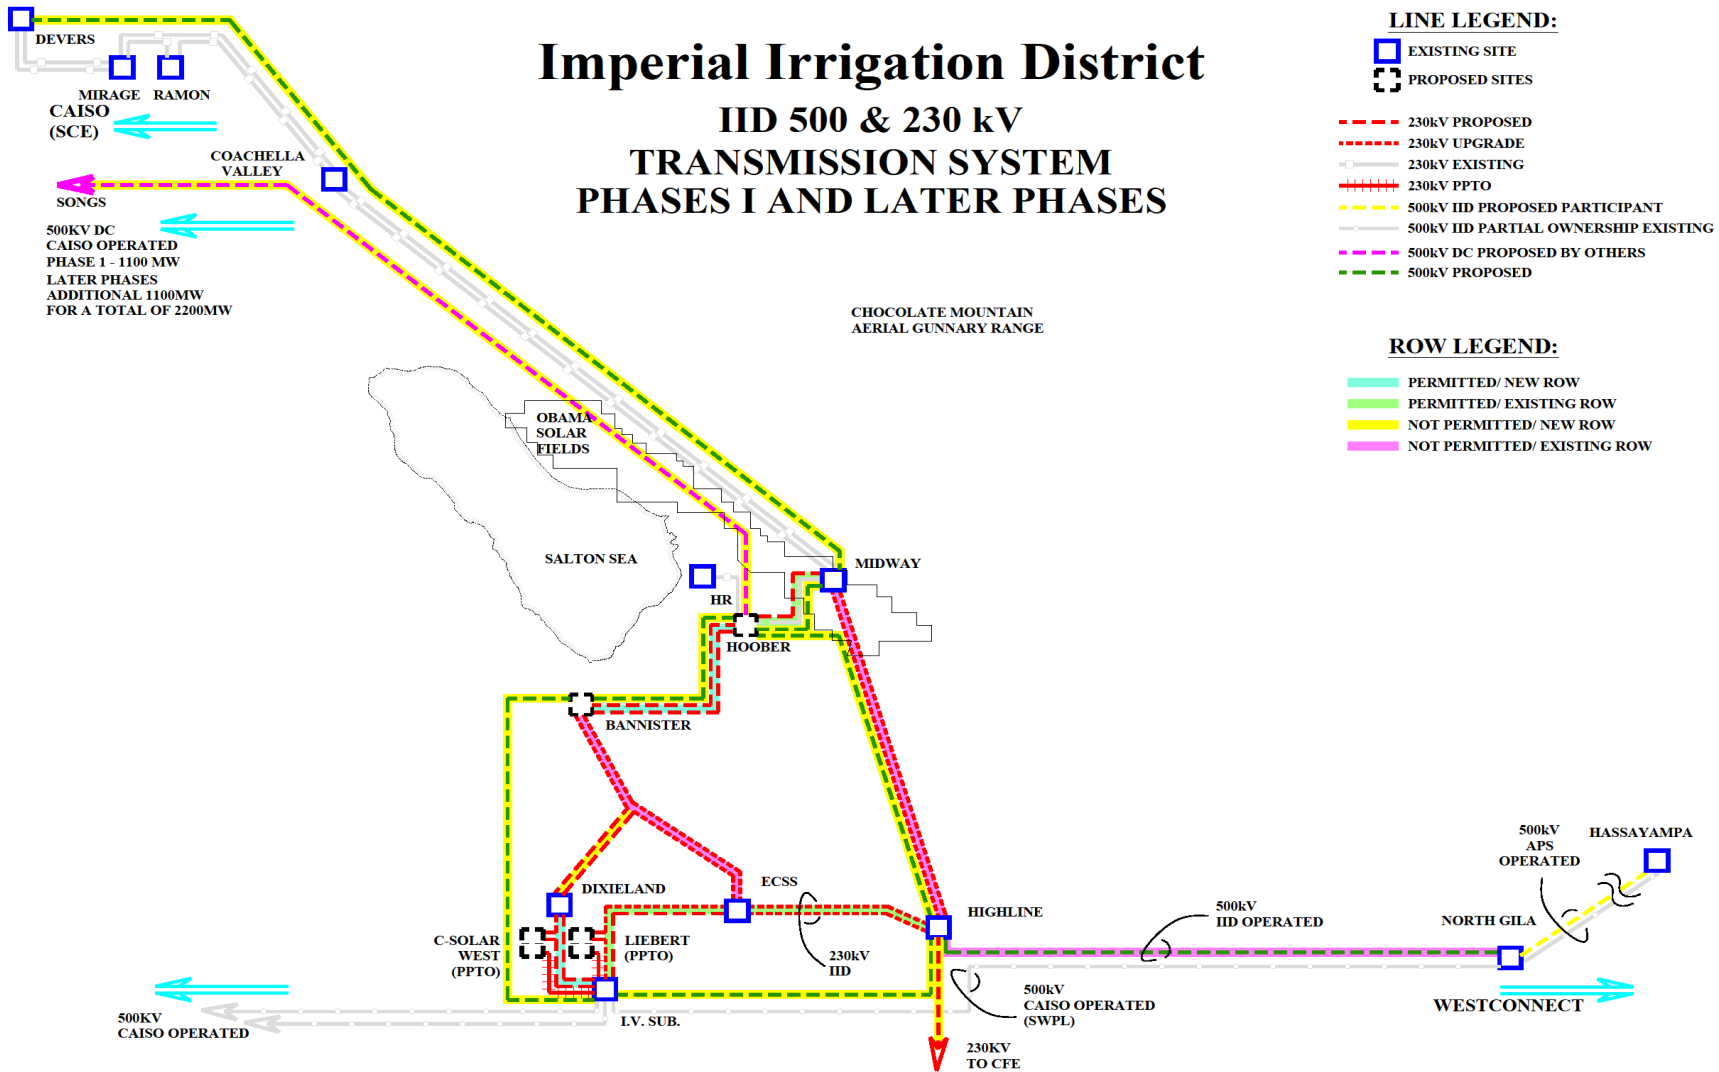 Imperial Irrigation District
IID 500 & 230 kV
TRANSMISSION SYSTEM
PHASES I AND LATER PHASES
LINE LEGEND:
EXISTING SITE
PROPOSED SITES
230kV PROPOSED
230kV UPGRADE
230kV EXISTING
230kV PPTO
500kV IID PROPOSED PARTICIPANT
500kV IID PARTIAL OWNERSHIP EXISTING
500kV DC PROPOSED BY OTHERS
500kV PROPOSED
ROW LEGEND:
PERMITTED/ NEW ROW
PERMITTED/ EXISTING ROW
NOT PERMITTED/ NEW ROW
NOT PERMITTED/ EXISTING ROW
DEVERS
MIRAGE
RAMON
CAISO
(SCE)
COACHELLA
VALLEY
SONGS
500KV DC
CAISO OPERATED
PHASE 1 - 1100 MW
LATER PHASES
ADDITIONAL 1100MW
FOR A TOTAL OF 2200MW
CHOCOLATE MOUNTAIN
AERIAL GUNNARY RANGE
OBAMA
SOLAR
FIELDS
SALTON SEA
MIDWAY
HR
HOOBER
BANNISTER
DIXIELAND
ECSS
HIGHLINE
C-SOLAR
WEST
(PPTO)
LIEBERT
(PPTO)
230kV
IID
500kV
IID OPERATED
500kV
APS
OPERATED
HASSAYAMPA
NORTH GILA
500kV
CAISO OPERATED
(SWPL)
WESTCONNECT
500KV
CAISO OPERATED
I.V. SUB.
230KV
TO CFE